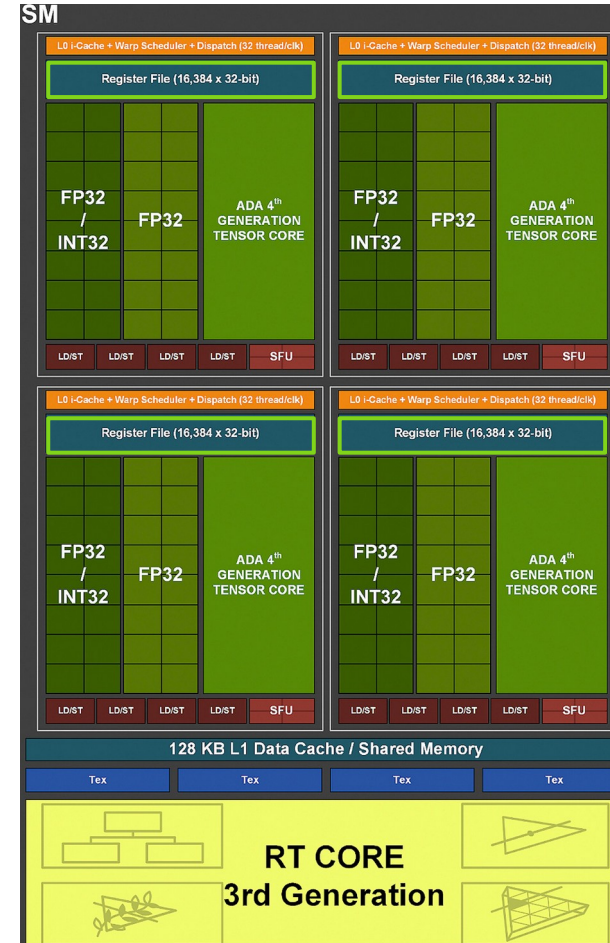 SM
L0 i-Cache + Warp Scheduler + Dispatch (32 thread/clk)
Register File (16,384 x 32-bit)
FP32
/
INT32
FP32
ADA 4th
GENERATION
TENSOR CORE
LD/ST
LD/ST
LD/ST
LD/ST
SFU
L0 i-Cache + Warp Scheduler + Dispatch (32 thread/clk)
Register File (16,384 x 32-bit)
FP32
/
INT32
FP32
ADA 4th
GENERATION
TENSOR CORE
LD/ST
LD/ST
LD/ST
LD/ST
SFU
L0 i-Cache + Warp Scheduler + Dispatch (32 thread/clk)
Register File (16,384 x 32-bit)
FP32
/
INT32
FP32
ADA 4th
GENERATION
TENSOR CORE
LD/ST
LD/ST
LD/ST
LD/ST
SFU
L0 i-Cache + Warp Scheduler + Dispatch (32 thread/clk)
Register File (16,384 x 32-bit)
FP32
/
INT32
FP32
ADA 4th
GENERATION
TENSOR CORE
LD/ST
LD/ST
LD/ST
LD/ST
SFU
128 KB L1 Data Cache / Shared Memory
Tex
Tex
Tex
Tex
RT CORE
3rd Generation